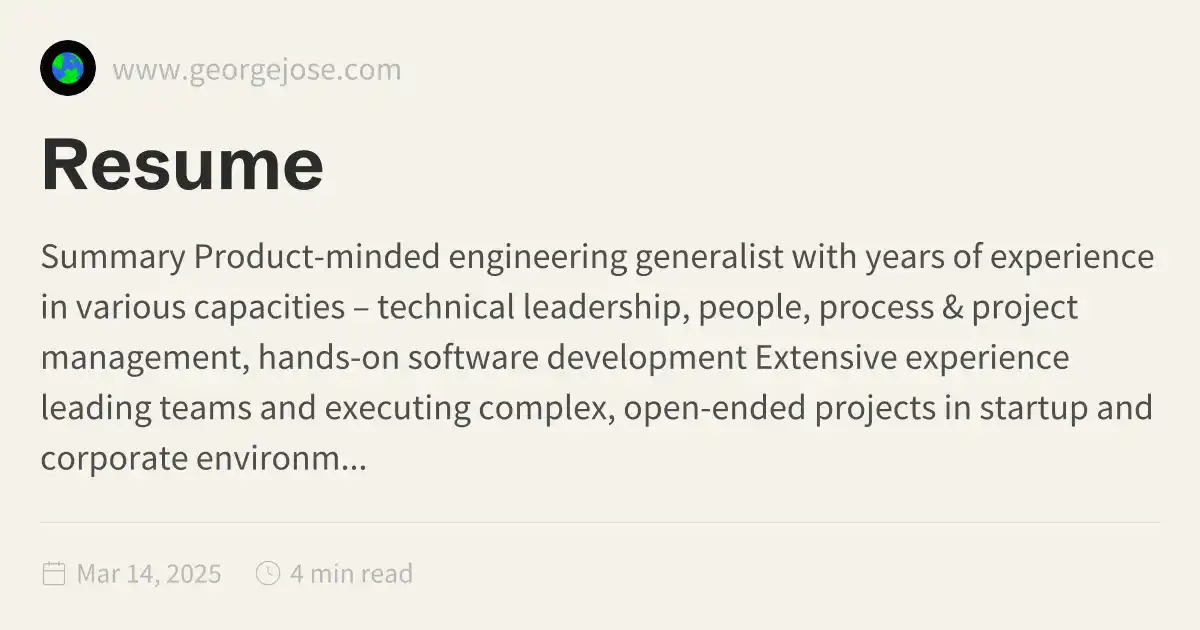 www.georgejose.com
Resume
Summary Product-minded engineering generalist with years of experience
in various capacities – technical leadership, people, process & project
management, hands-on software development Extensive experience
leading teams and executing complex, open-ended projects in startup and
corporate environm...
Mar 14, 2025 4 min read